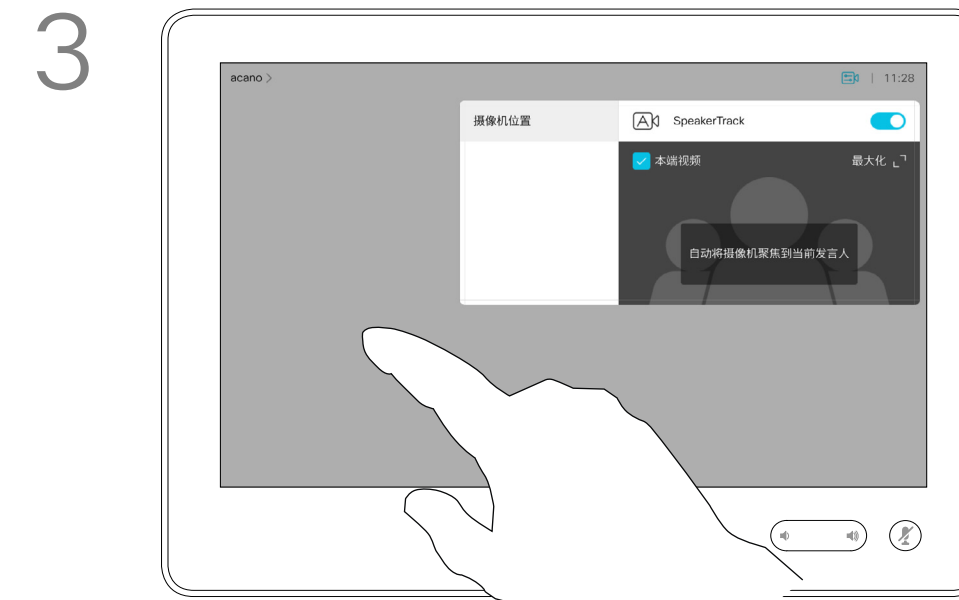 3
acano >
11:28
摄像机位置
SpeakerTrack
本端视频
最大化
自动将摄像机聚焦到当前发言人